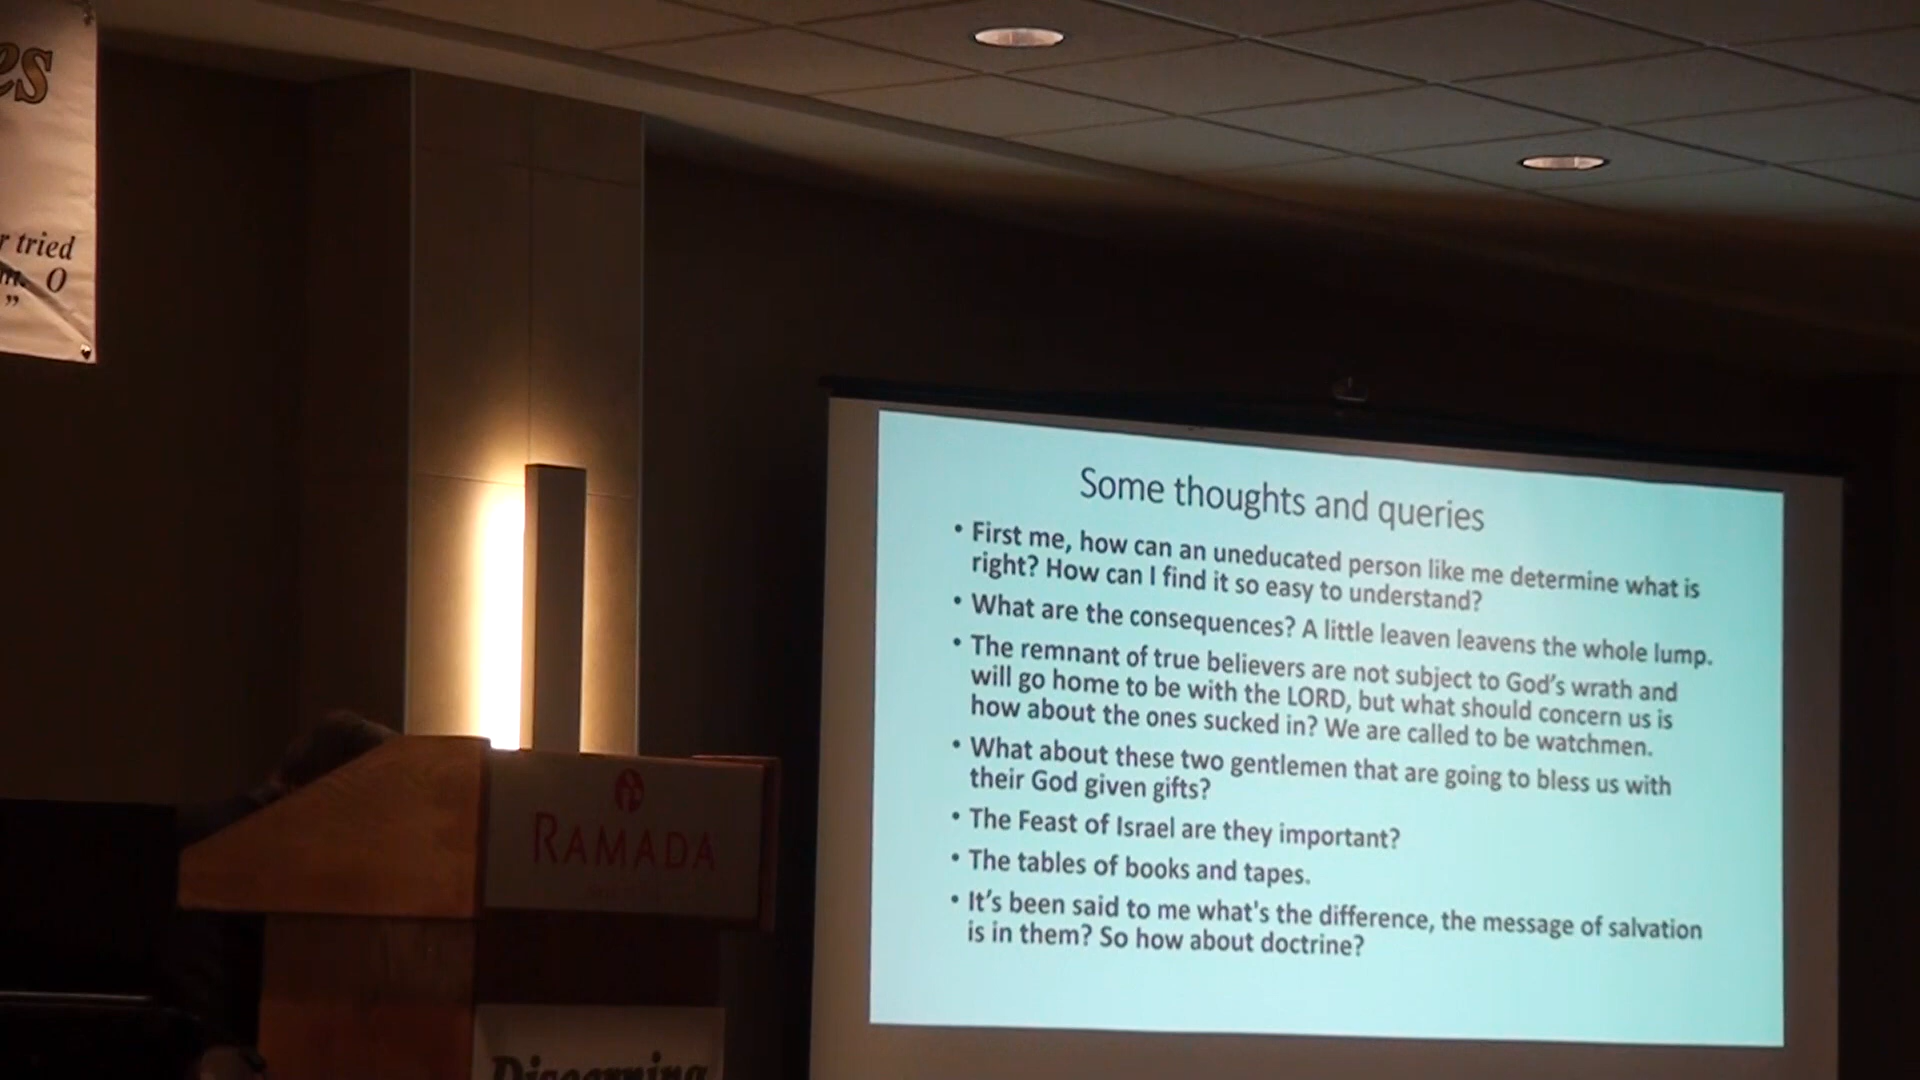 es
r tried
O
”
Some thoughts and queries
• First me, how can an uneducated person like me determine what is
right? How can I find it so easy to understand?
• What are the consequences? A little leaven leavens the whole lump.
• The remnant of true believers are not subject to God's wrath and
will go home to be with the LORD, but what should concern us is
how about the ones sucked in? We are called to be watchmen.
• What about these two gentlemen that are going to bless us with
their God given gifts?
• The Feast of Israel are they important?
• The tables of books and tapes.
• It's been said to me what's the difference, the message of salvation
is in them? So how about doctrine?
RAMADA
Discerning